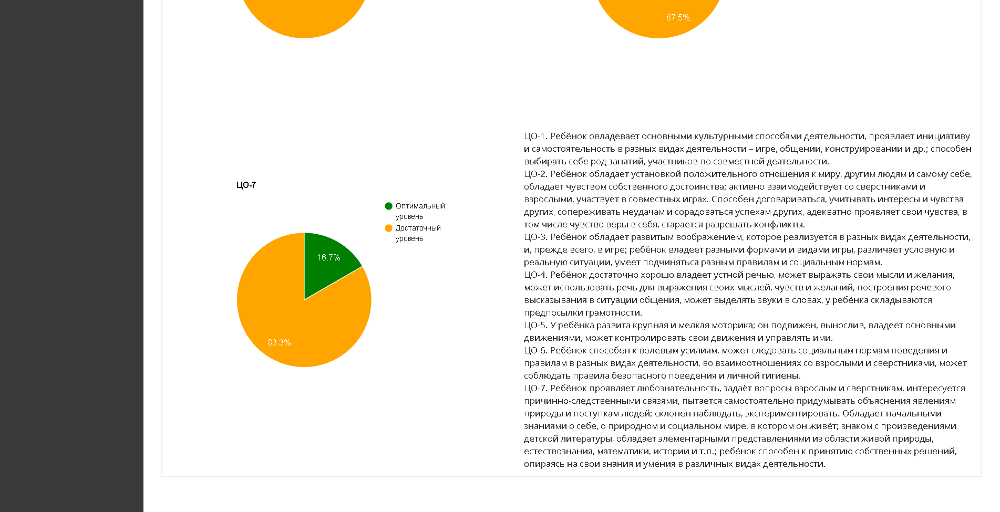 87.5%
ЦО-7
Оптимальный
уровень
Достаточный
уровень
16.7%
83.3%
ЦО-1. Ребёнок овладевает основными культурными способами деятельности, проявляет инициативу
и самостоятельность в разных видах деятельности – игре, общении, конструировании и др.; способен
выбирать себе род занятий, участников по совместной деятельности.
ЦО-2. Ребёнок обладает установкой положительного отношения к миру, другим людям и самому себе,
обладает чувством собственного достоинства; активно взаимодействует со сверстниками и
взрослыми, участвует в совместных играх. Способен договариваться, учитывать интересы и чувства
других, сопереживать неудачам и сорадоваться успехам других, адекватно проявляет свои чувства, в
том числе чувство веры в себя, старается разрешать конфликты.
ЦО-3. Ребёнок обладает развитым воображением, которое реализуется в разных видах деятельности,
и, прежде всего, в игре; ребёнок владеет разными формами и видами игры, различает условную и
реальную ситуации, умеет подчиняться разным правилам и социальным нормам.
ЦО-4. Ребёнок достаточно хорошо владеет устной речью, может выражать свои мысли и желания,
может использовать речь для выражения своих мыслей, чувств и желаний, построения речевого
высказывания в ситуации общения, может выделять звуки в словах, у ребёнка складываются
предпосылки грамотности.
ЦО-5. У ребёнка развита крупная и мелкая моторика; он подвижен, вынослив, владеет основными
движениями, может контролировать свои движения и управлять ими.
ЦО-6. Ребёнок способен к волевым усилиям, может следовать социальным нормам поведения и
правилам в разных видах деятельности, во взаимоотношениях со взрослыми и сверстниками, может
соблюдать правила безопасного поведения и личной гигиены.
ЦО-7. Ребёнок проявляет любознательность, задаёт вопросы взрослым и сверстникам, интересуется
причинно-следственными связями, пытается самостоятельно придумывать объяснения явлениям
природы и поступкам людей; склонен наблюдать, экспериментировать. Обладает начальными
знаниями о себе, о природном и социальном мире, в котором он живёт; знаком с произведениями
детской литературы, обладает элементарными представлениями из области живой природы,
естествознания, математики, истории и т.п.; ребёнок способен к принятию собственных решений,
опираясь на свои знания и умения в различных видах деятельности.